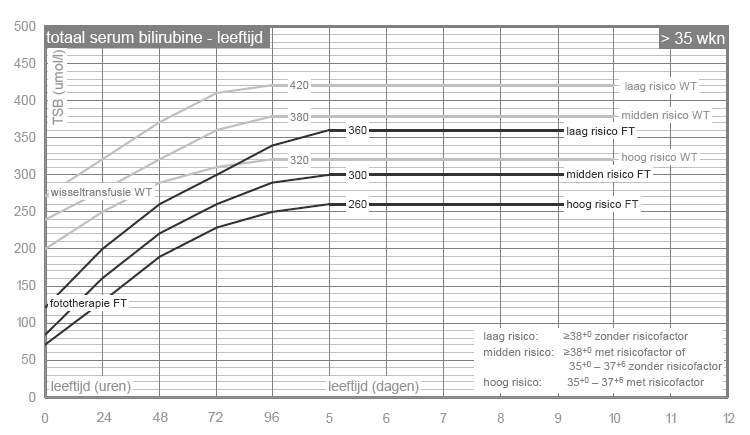 totaal serum bilirubine - leeftijd
> 35 wkn
TSB (umol/l)
500
450
400
350
300
250
200
150
100
50
0
420
laag risico WT
380
midden risico WT
360
laag risico FT
320
hoog risico WT
300
midden risico FT
260
hoog risico FT
wisseltransfusie WT
fototherapie FT
laag risico: ≥38+0 zonder risicofactor
midden risico: ≥38+0 met risicofactor of
35+0 – 37+6 zonder risicofactor
hoog risico: 35+0 – 37+6 met risicofactor
leeftijd (uren) leeftijd (dagen)
0 24 48 72 96 5 6 7 8 9 10 11 12